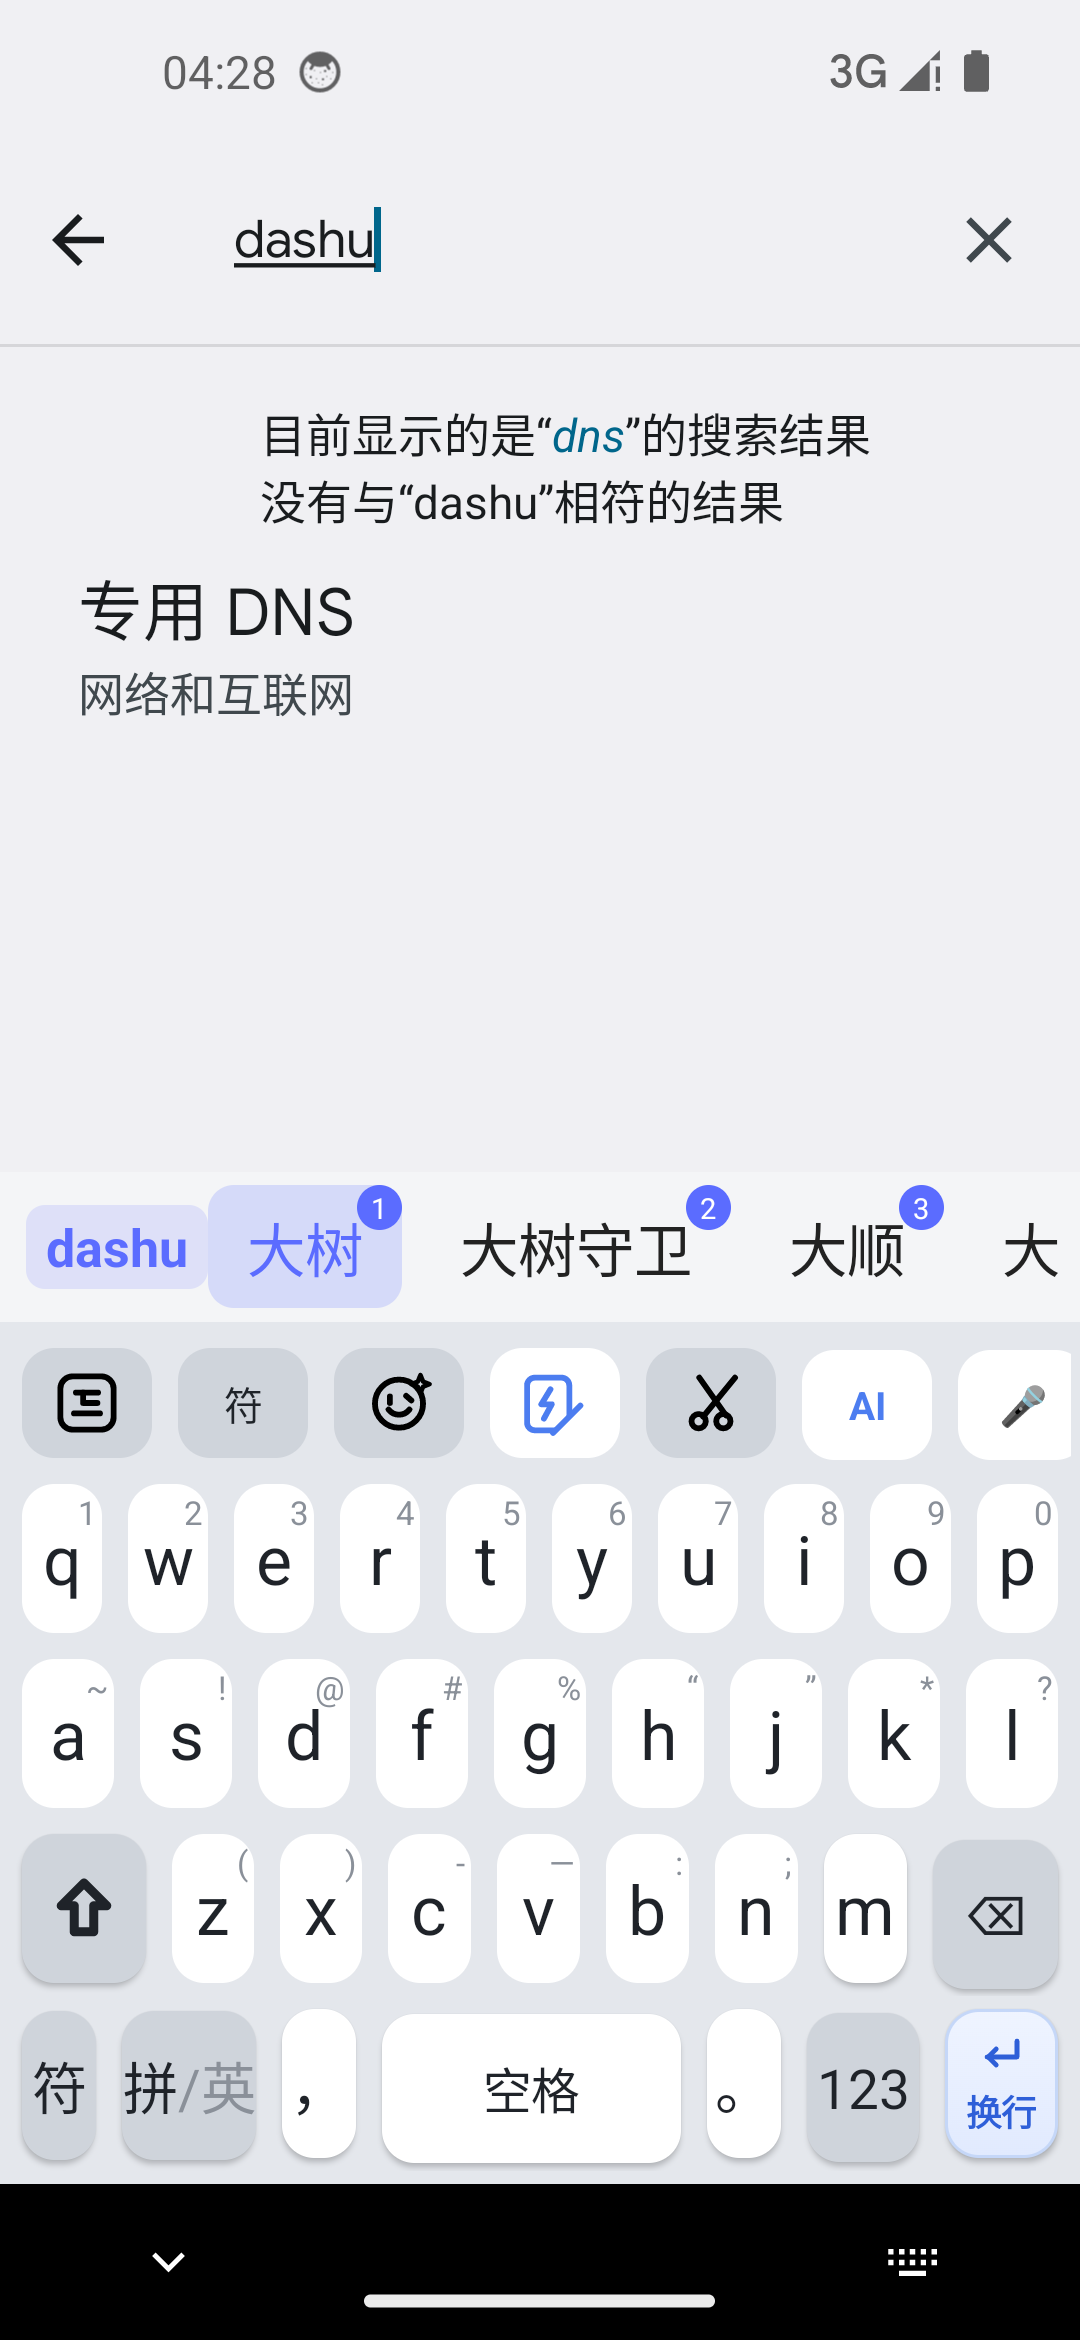 04:28 3G
dashu
目前显示的是“dns”的搜索结果
没有与“dashu”相符的结果
专用 DNS
网络和互联网
dashu 大树 1 大树守卫 2 大顺 3 大
符 AI
q 1 w 2 e 3 r 4 t 5 y 6 u 7 i 8 o 9 p 0
a ~ s ! d @ f # g % h “ j ” k * l ?
z ( x ) c - v — b : n ; m
符 拼/英 ， 空格 。 123 换行